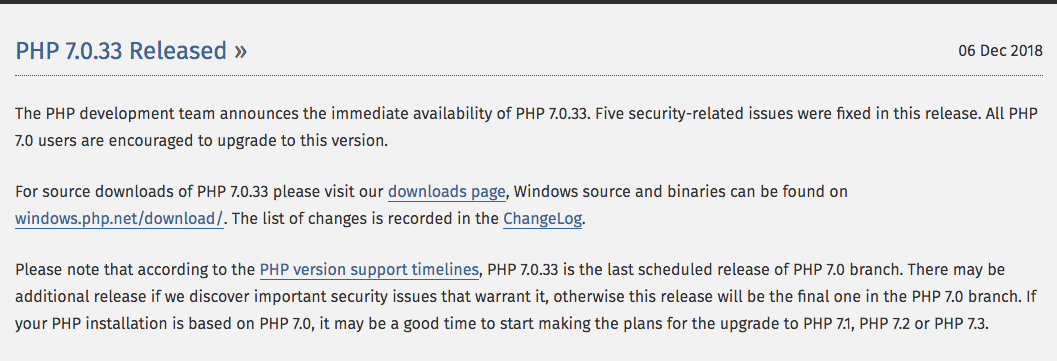 PHP 7.0.33 Released »
06 Dec 2018
The PHP development team announces the immediate availability of PHP 7.0.33. Five security-related issues were fixed in this release. All PHP
7.0 users are encouraged to upgrade to this version.
For source downloads of PHP 7.0.33 please visit our downloads page, Windows source and binaries can be found on
windows.php.net/download/. The list of changes is recorded in the ChangeLog.
Please note that according to the PHP version support timelines, PHP 7.0.33 is the last scheduled release of PHP 7.0 branch. There may be
additional release if we discover important security issues that warrant it, otherwise this release will be the final one in the PHP 7.0 branch. If
your PHP installation is based on PHP 7.0, it may be a good time to start making the plans for the upgrade to PHP 7.1, PHP 7.2 or PHP 7.3.